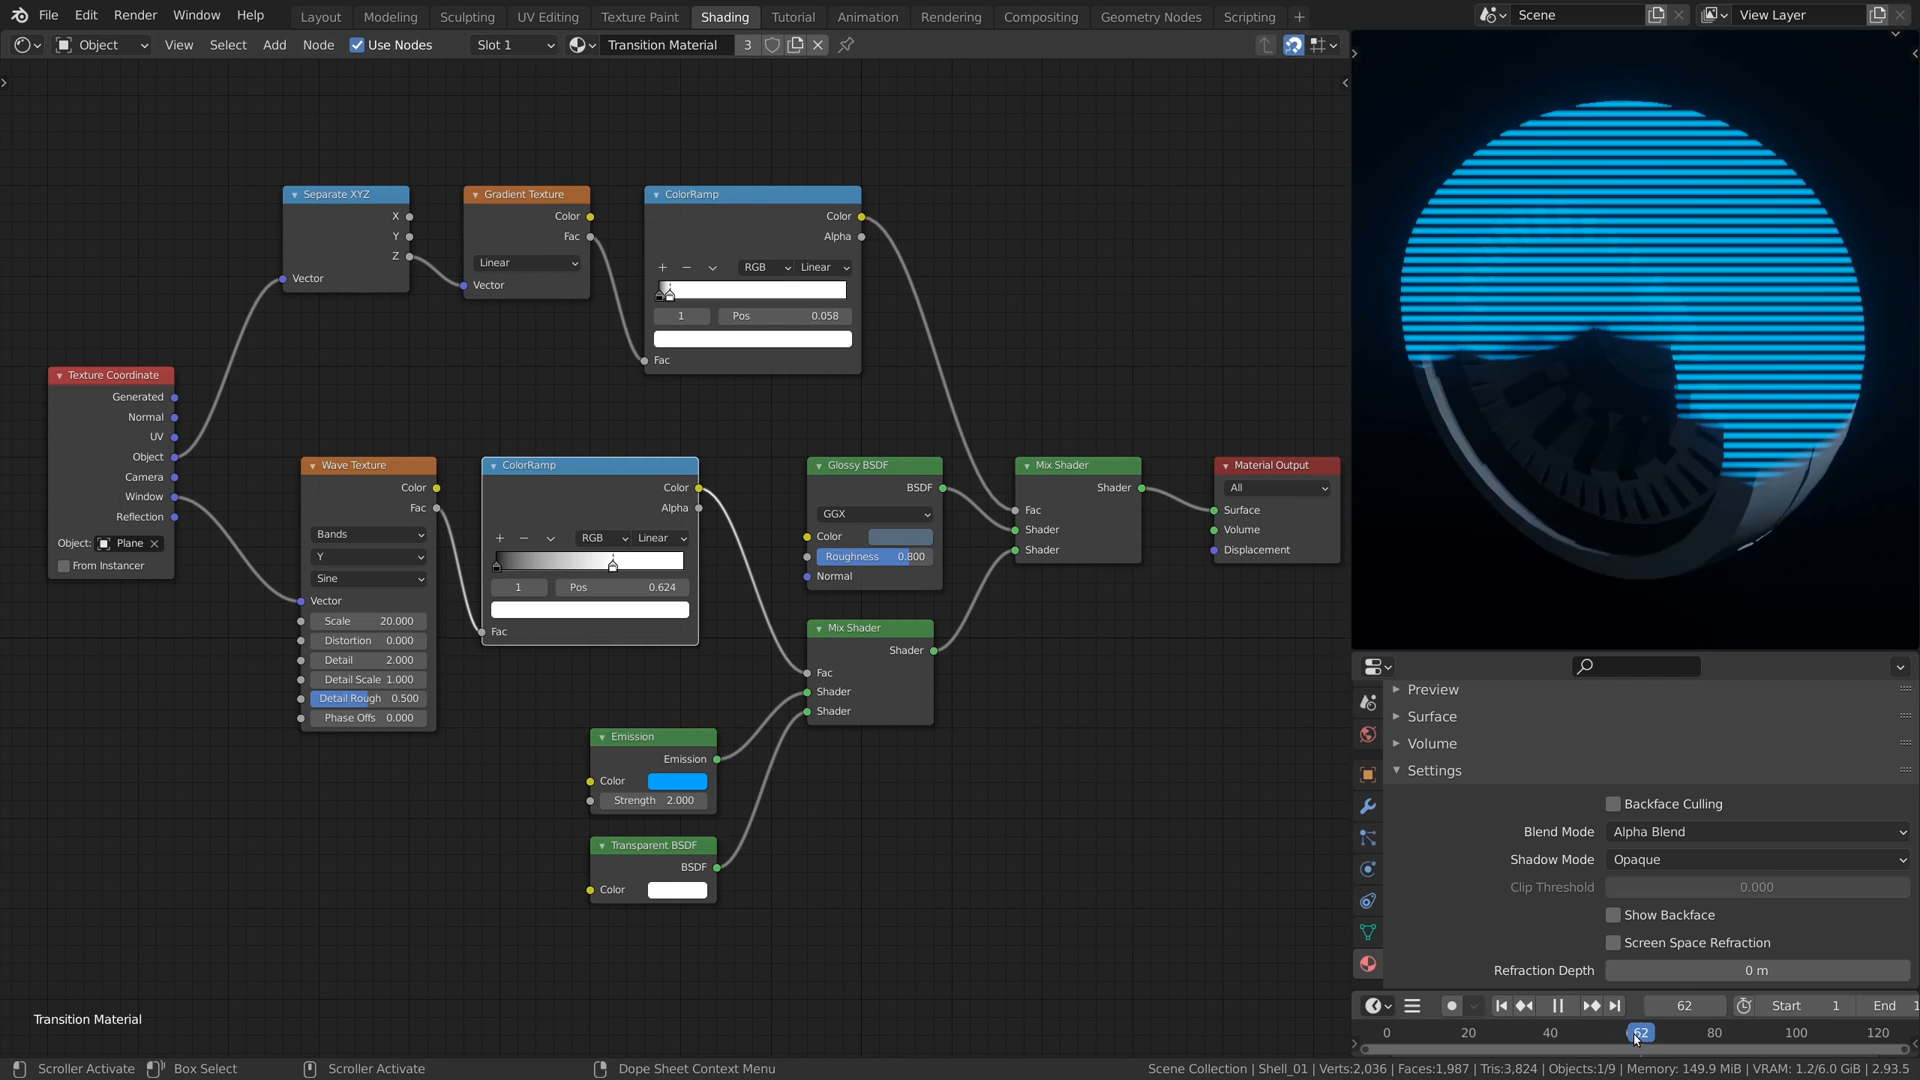 File Edit Render Window Help Layout Modeling Sculpting UV Editing Texture Paint Shading Tutorial Animation Rendering Compositing Geometry Nodes Scripting + Scene View Layer
Object View Select Add Node Use Nodes Slot 1 Transition Material 3
Separate XYZ
X
Y
Z
Vector
Gradient Texture
Color
Fac
Linear
Vector
ColorRamp
Color
Alpha
RGB Linear
1 Pos 0.058
Fac
Texture Coordinate
Generated
Normal
UV
Object
Camera
Window
Reflection
Object: Plane
From Instancer
Wave Texture
Color
Fac
Bands
Y
Sine
Vector
Scale 20.000
Distortion 0.000
Detail 2.000
Detail Scale 1.000
Detail Rough 0.500
Phase Offs 0.000
ColorRamp
Color
Alpha
RGB Linear
1 Pos 0.624
Fac
Glossy BSDF
BSDF
GGX
Color
Roughness 0.800
Normal
Mix Shader
Shader
Fac
Shader
Shader
Material Output
All
Surface
Volume
Displacement
Mix Shader
Shader
Fac
Shader
Shader
Emission
Emission
Color
Strength 2.000
Transparent BSDF
BSDF
Color
Preview
Surface
Volume
Settings
Backface Culling
Blend Mode Alpha Blend
Shadow Mode Opaque
Clip Threshold 0.000
Show Backface
Screen Space Refraction
Refraction Depth 0 m
62 Start 1 End 1
0 20 40 62 80 100 120
Transition Material
Scroller Activate Box Select Scroller Activate Dope Sheet Context Menu Scene Collection | Shell_01 | Verts:2,036 | Faces:1,987 | Tris:3,824 | Objects:1/9 | Memory: 149.9 MiB | VRAM: 1.2/6.0 GiB | 2.93.5